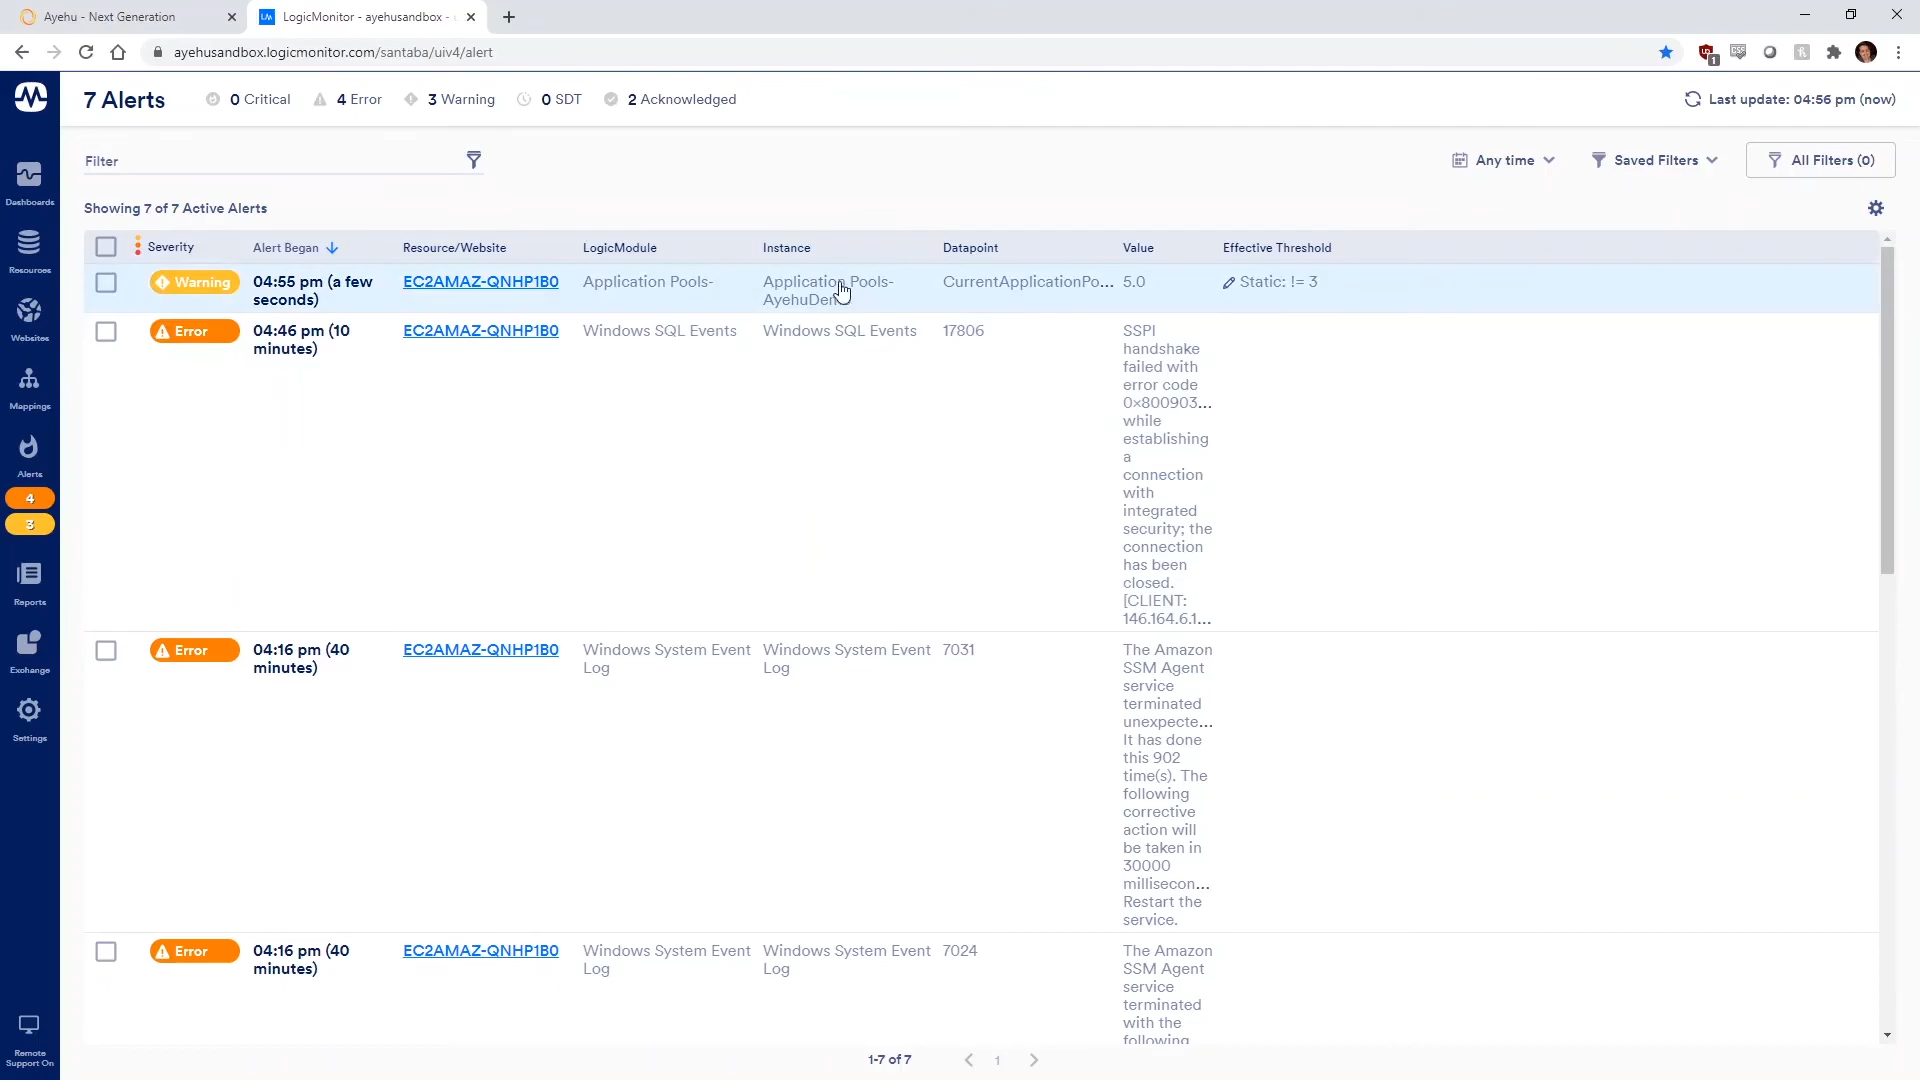 Ayehu - Next Generation
LogicMonitor - ayehusandbox -
ayehusandbox.logicmonitor.com/santaba/uiv4/alert
1
7 Alerts
0 Critical
4 Error
3 Warning
0 SDT
2 Acknowledged
Last update: 04:56 pm (now)
Dashboards
Resources
Websites
Mappings
Alerts
4
3
Reports
Exchange
Settings
Remote
Support On
Filter
Any time
Saved Filters
All Filters (0)
Showing 7 of 7 Active Alerts
Severity
Alert Began
Resource/Website
LogicModule
Instance
Datapoint
Value
Effective Threshold
Warning
04:55 pm (a few
seconds)
EC2AMAZ-QNHP1B0
Application Pools-
Application Pools-
CurrentApplicationPo...
5.0
Static: != 3
Error
04:46 pm (10
minutes)
EC2AMAZ-QNHP1B0
Windows SQL Events
Windows SQL Events
17806
SSPI
handshake
failed with
error code
0x800903...
while
establishing
a
connection
with
integrated
security; the
connection
has been
closed.
[CLIENT:
146.164.6.1...
Error
04:16 pm (40
minutes)
EC2AMAZ-QNHP1B0
Windows System Event
Log
Windows System Event
Log
7031
The Amazon
SSM Agent
service
terminated
unexpecte...
It has done
this 902
time(s). The
following
corrective
action will
be taken in
30000
millisecon...
Restart the
service.
Error
04:16 pm (40
minutes)
EC2AMAZ-QNHP1B0
Windows System Event
Log
Windows System Event
Log
7024
The Amazon
SSM Agent
service
terminated
with the
following
1-7 of 7
1